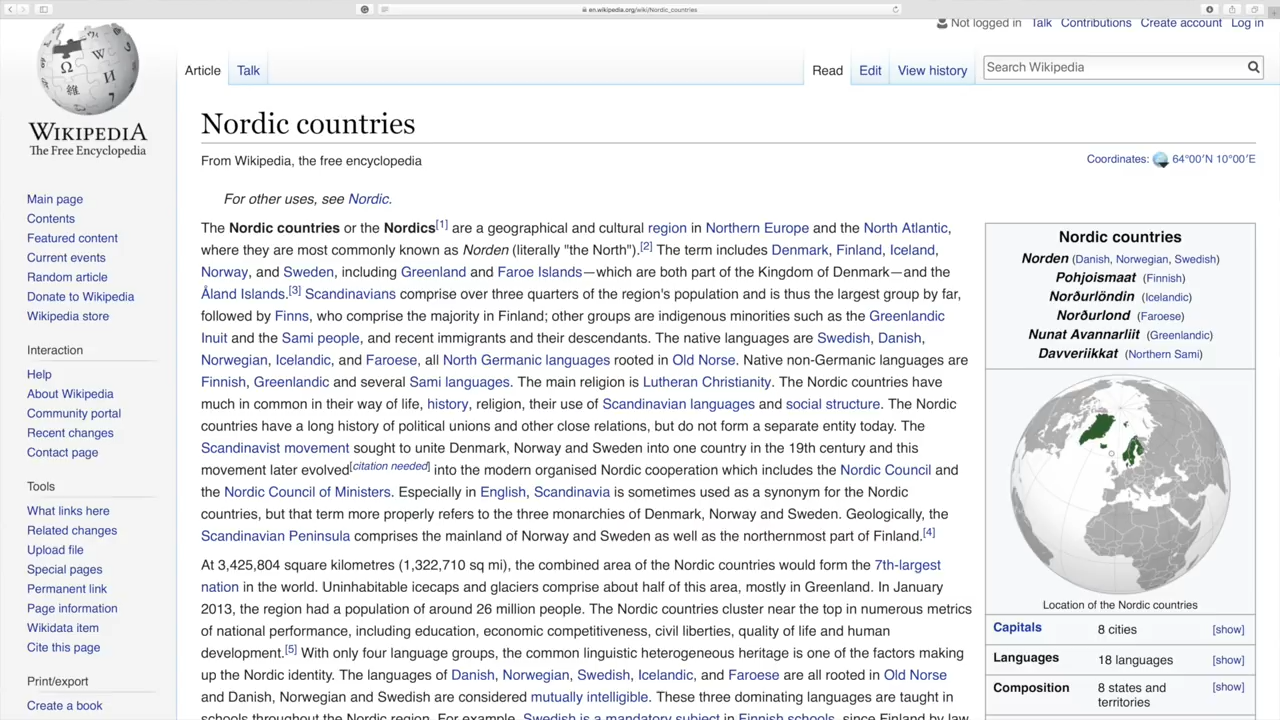 en.wikipedia.org/wiki/Nordic_countries
Not logged in Talk Contributions Create account Log in
Article Talk Read Edit View history Search Wikipedia
WIKIPEDIA
The Free Encyclopedia
Main page
Contents
Featured content
Current events
Random article
Donate to Wikipedia
Wikipedia store
Interaction
Help
About Wikipedia
Community portal
Recent changes
Contact page
Tools
What links here
Related changes
Upload file
Special pages
Permanent link
Page information
Wikidata item
Cite this page
Print/export
Create a book
Nordic countries
From Wikipedia, the free encyclopedia
Coordinates: 64°00′N 10°00′E
For other uses, see Nordic.
The Nordic countries or the Nordics[1] are a geographical and cultural region in Northern Europe and the North Atlantic,
where they are most commonly known as Norden (literally "the North").[2] The term includes Denmark, Finland, Iceland,
Norway, and Sweden, including Greenland and Faroe Islands—which are both part of the Kingdom of Denmark—and the
Åland Islands.[3] Scandinavians comprise over three quarters of the region's population and is thus the largest group by far,
followed by Finns, who comprise the majority in Finland; other groups are indigenous minorities such as the Greenlandic
Inuit and the Sami people, and recent immigrants and their descendants. The native languages are Swedish, Danish,
Norwegian, Icelandic, and Faroese, all North Germanic languages rooted in Old Norse. Native non-Germanic languages are
Finnish, Greenlandic and several Sami languages. The main religion is Lutheran Christianity. The Nordic countries have
much in common in their way of life, history, religion, their use of Scandinavian languages and social structure. The Nordic
countries have a long history of political unions and other close relations, but do not form a separate entity today. The
Scandinavist movement sought to unite Denmark, Norway and Sweden into one country in the 19th century and this
movement later evolved[citation needed] into the modern organised Nordic cooperation which includes the Nordic Council and
the Nordic Council of Ministers. Especially in English, Scandinavia is sometimes used as a synonym for the Nordic
countries, but that term more properly refers to the three monarchies of Denmark, Norway and Sweden. Geologically, the
Scandinavian Peninsula comprises the mainland of Norway and Sweden as well as the northernmost part of Finland.[4]
At 3,425,804 square kilometres (1,322,710 sq mi), the combined area of the Nordic countries would form the 7th-largest
nation in the world. Uninhabitable icecaps and glaciers comprise about half of this area, mostly in Greenland. In January
2013, the region had a population of around 26 million people. The Nordic countries cluster near the top in numerous metrics
of national performance, including education, economic competitiveness, civil liberties, quality of life and human
development.[5] With only four language groups, the common linguistic heterogeneous heritage is one of the factors making
up the Nordic identity. The languages of Danish, Norwegian, Swedish, Icelandic, and Faroese are all rooted in Old Norse
and Danish, Norwegian and Swedish are considered mutually intelligible. These three dominating languages are taught in
schools throughout the Nordic region. For example, Swedish is a mandatory subject in Finnish schools, since Finland by law
Nordic countries
Norden (Danish, Norwegian, Swedish)
Pohjoismaat (Finnish)
Norðurlöndin (Icelandic)
Norðurlond (Faroese)
Nunat Avannarliit (Greenlandic)
Davveriikkat (Northern Sami)
Location of the Nordic countries
Capitals 8 cities [show]
Languages 18 languages [show]
Composition 8 states and [show]
territories